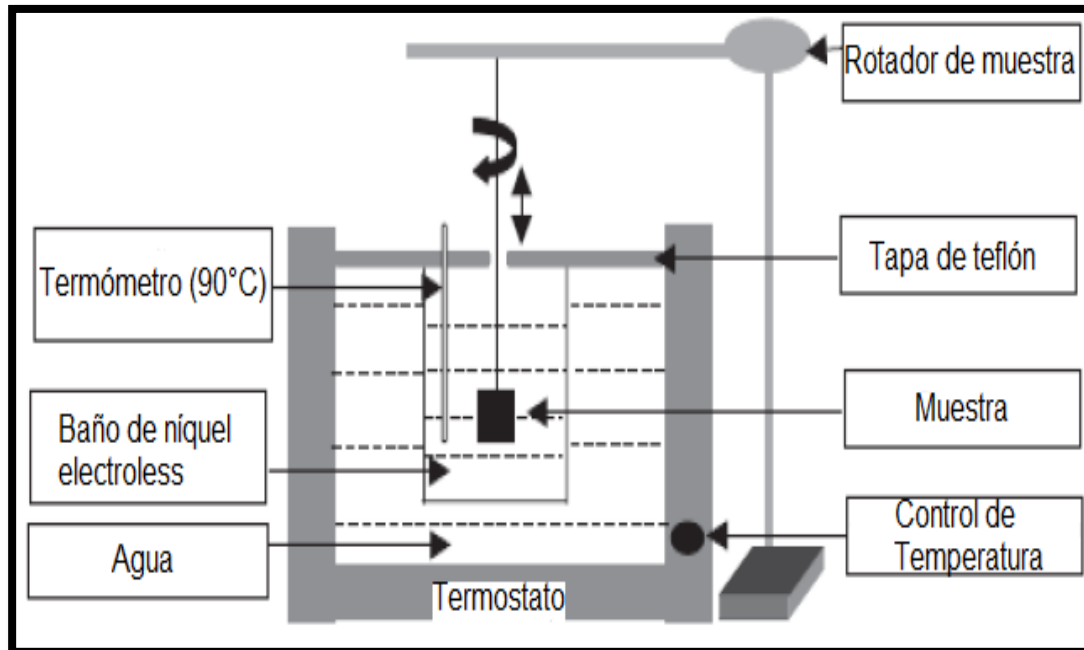 Rotador de muestra
Tapa de teflón
Termómetro (90°C)
Muestra
Baño de níquel
electroless
Control de
Temperatura
Agua
Termostato